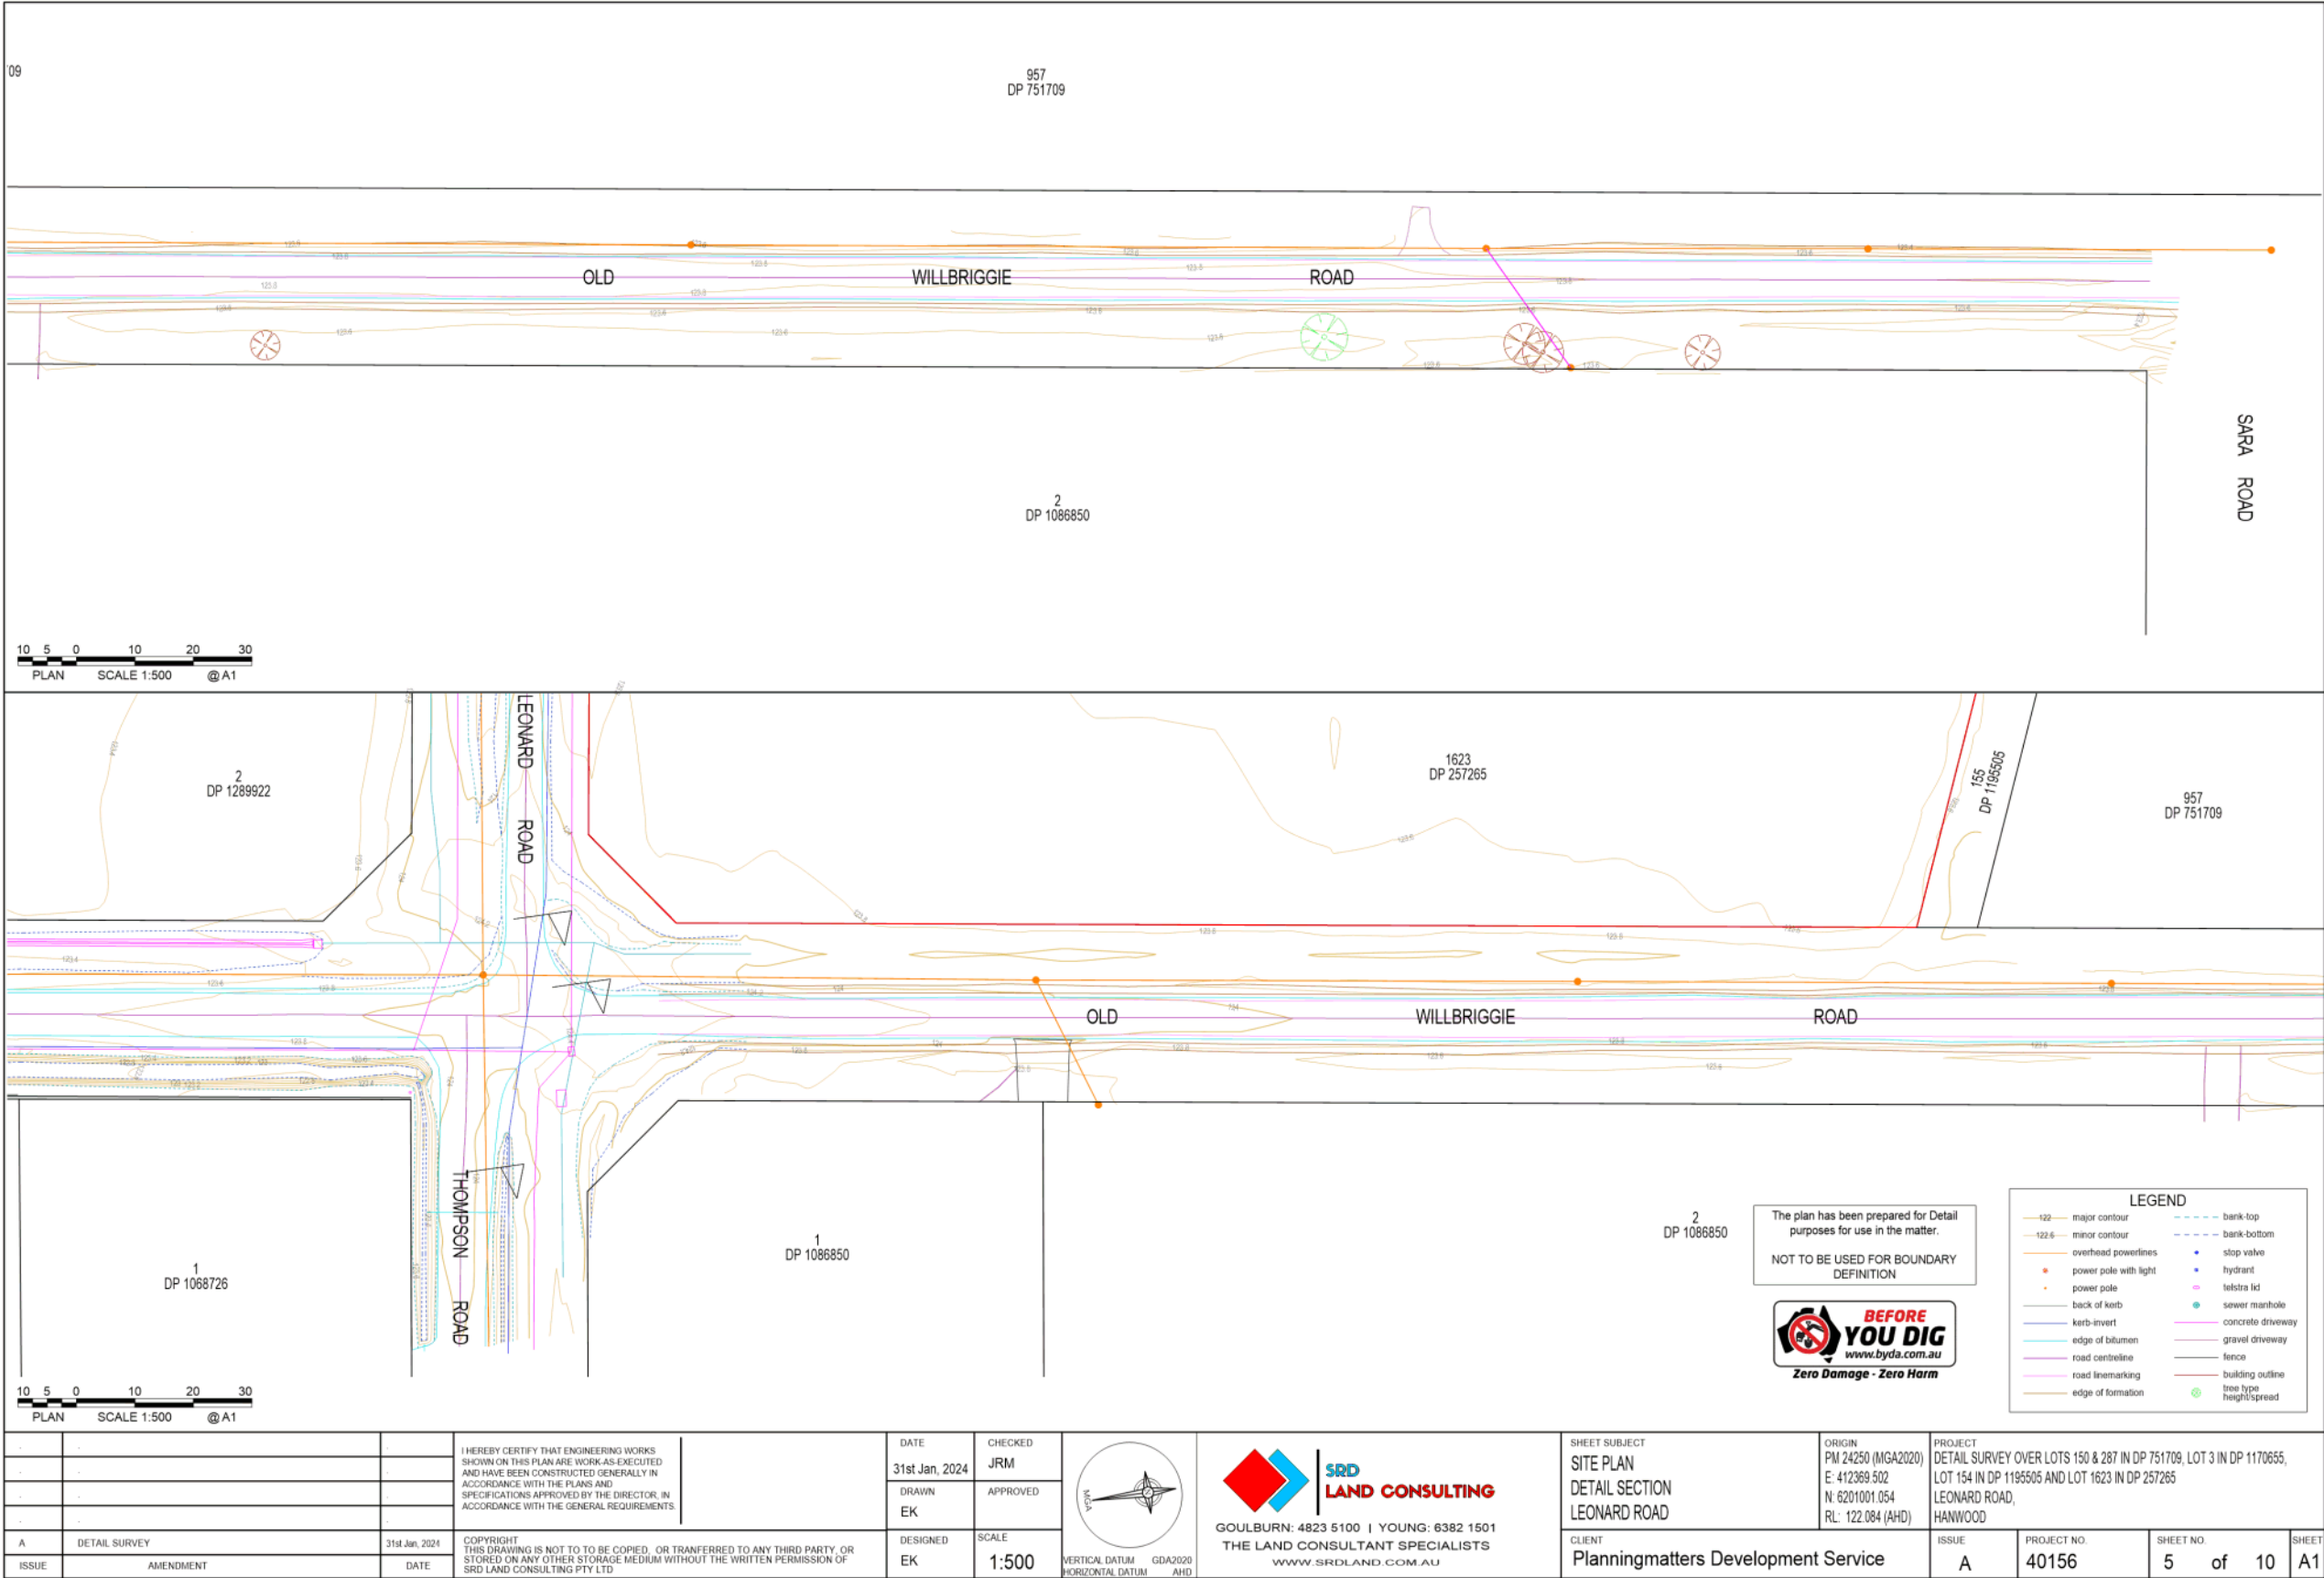 '09
957
DP 751709
OLD WILLBRIGGIE ROAD
SARA ROAD
2
DP 1086850
10 5 0 10 20 30
PLAN SCALE 1:500 @A1
LEONARD ROAD
2
DP 1289922
1623
DP 257265
155
DP 1195505
957
DP 751709
OLD WILLBRIGGIE ROAD
THOMPSON ROAD
1
DP 1068726
1
DP 1086850
2
DP 1086850
10 5 0 10 20 30
PLAN SCALE 1:500 @A1
The plan has been prepared for Detail
purposes for use in the matter.
NOT TO BE USED FOR BOUNDARY
DEFINITION
BEFORE
YOU DIG
www.byda.com.au
Zero Damage - Zero Harm
LEGEND
122 major contour
122.6 minor contour
overhead powerlines
power pole with light
power pole
back of kerb
kerb-invert
edge of bitumen
road centreline
road linemarking
edge of formation
bank-top
bank-bottom
stop valve
hydrant
telstra lid
sewer manhole
concrete driveway
gravel driveway
fence
building outline
tree type
height/spread
A DETAIL SURVEY 31st Jan, 2024
ISSUE AMENDMENT DATE
I HEREBY CERTIFY THAT ENGINEERING WORKS
SHOWN ON THIS PLAN ARE WORK-AS-EXECUTED
AND HAVE BEEN CONSTRUCTED GENERALLY IN
ACCORDANCE WITH THE PLANS AND
SPECIFICATIONS APPROVED BY THE DIRECTOR, IN
ACCORDANCE WITH THE GENERAL REQUIREMENTS.
COPYRIGHT
THIS DRAWING IS NOT TO TO BE COPIED, OR TRANFERRED TO ANY THIRD PARTY, OR
STORED ON ANY OTHER STORAGE MEDIUM WITHOUT THE WRITTEN PERMISSION OF
SRD LAND CONSULTING PTY LTD
DATE
31st Jan, 2024
CHECKED
JRM
DRAWN
EK
APPROVED
DESIGNED
EK
SCALE
1:500
MGA
VERTICAL DATUM GDA2020
HORIZONTAL DATUM AHD
SRD
LAND CONSULTING
GOULBURN: 4823 5100 | YOUNG: 6382 1501
THE LAND CONSULTANT SPECIALISTS
WWW.SRDLAND.COM.AU
SHEET SUBJECT
SITE PLAN
DETAIL SECTION
LEONARD ROAD
CLIENT
Planningmatters Development Service
ORIGIN
PM 24250 (MGA2020)
E: 412369.502
N: 6201001.054
RL: 122.084 (AHD)
PROJECT
DETAIL SURVEY OVER LOTS 150 & 287 IN DP 751709, LOT 3 IN DP 1170655,
LOT 154 IN DP 1195505 AND LOT 1623 IN DP 257265
LEONARD ROAD,
HANWOOD
ISSUE
A
PROJECT NO.
40156
SHEET NO.
5 of 10
SHEET
A1